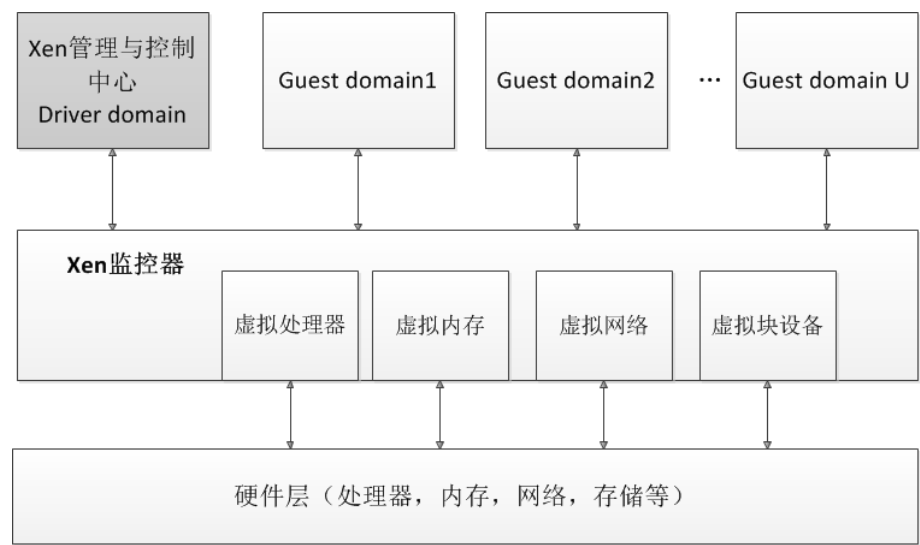 Xen管理与控制
中心
Driver domain
Guest domain1
Guest domain2
...
Guest domain U
Xen监控器
虚拟处理器
虚拟内存
虚拟网络
虚拟块设备
硬件层（处理器，内存，网络，存储等）